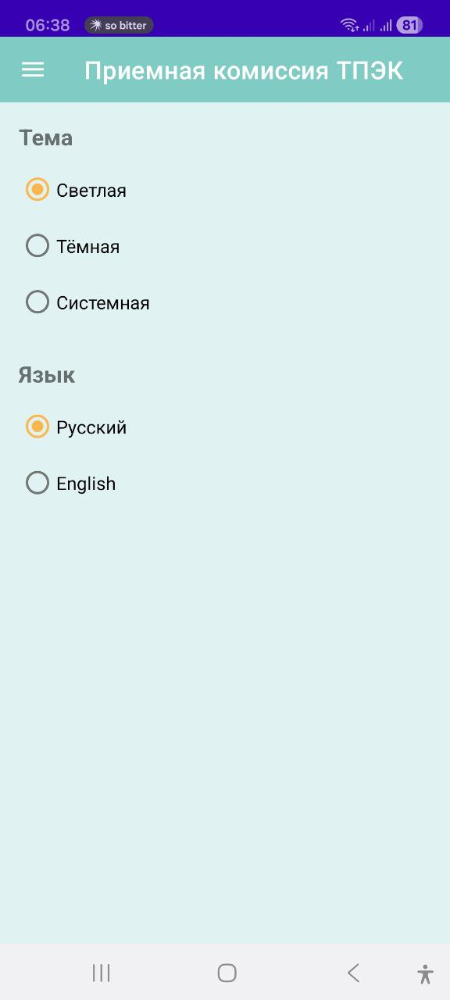 06:38 so bitter 81
Приемная комиссия ТПЭК
Тема
Светлая
Тёмная
Системная
Язык
Русский
English